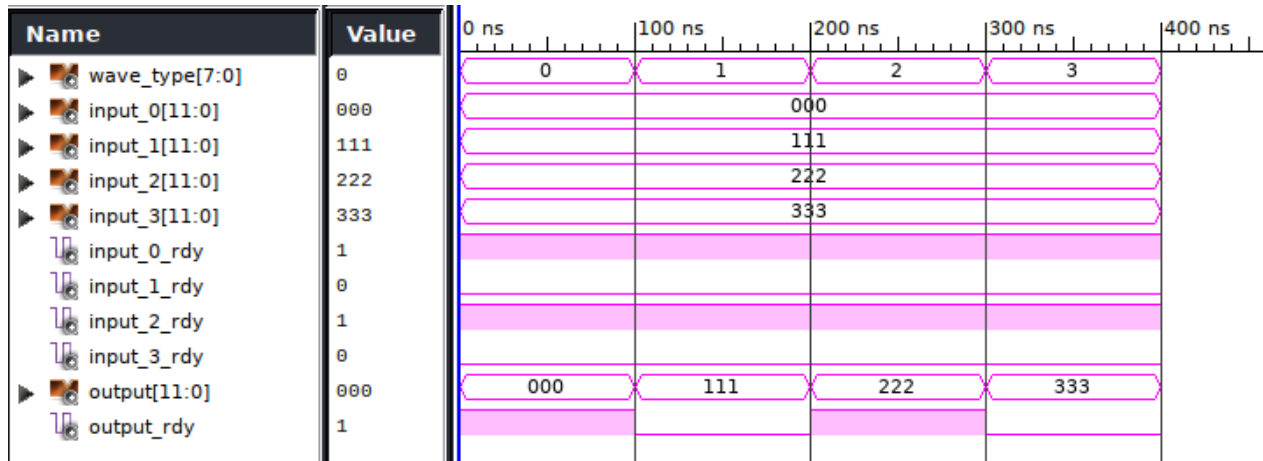 Name Value 0 ns 100 ns 200 ns 300 ns 400 ns
wave_type[7:0] 0 0 1 2 3
input_0[11:0] 000 000
input_1[11:0] 111 111
input_2[11:0] 222 222
input_3[11:0] 333 333
input_0_rdy 1
input_1_rdy 0
input_2_rdy 1
input_3_rdy 0
output[11:0] 000 000 111 222 333
output_rdy 1